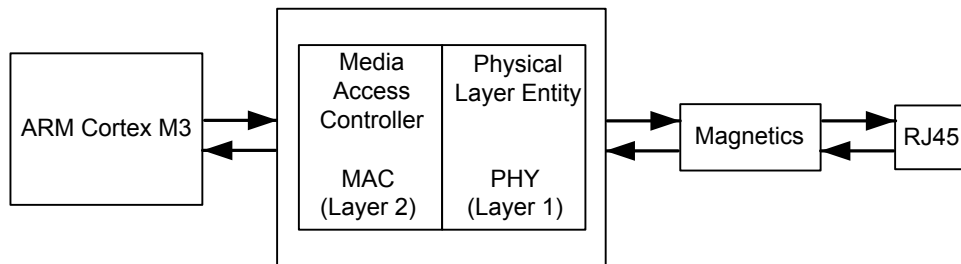 ARM Cortex M3
Media
Access
Controller
MAC
(Layer 2)
Physical
Layer Entity
PHY
(Layer 1)
Magnetics
RJ45